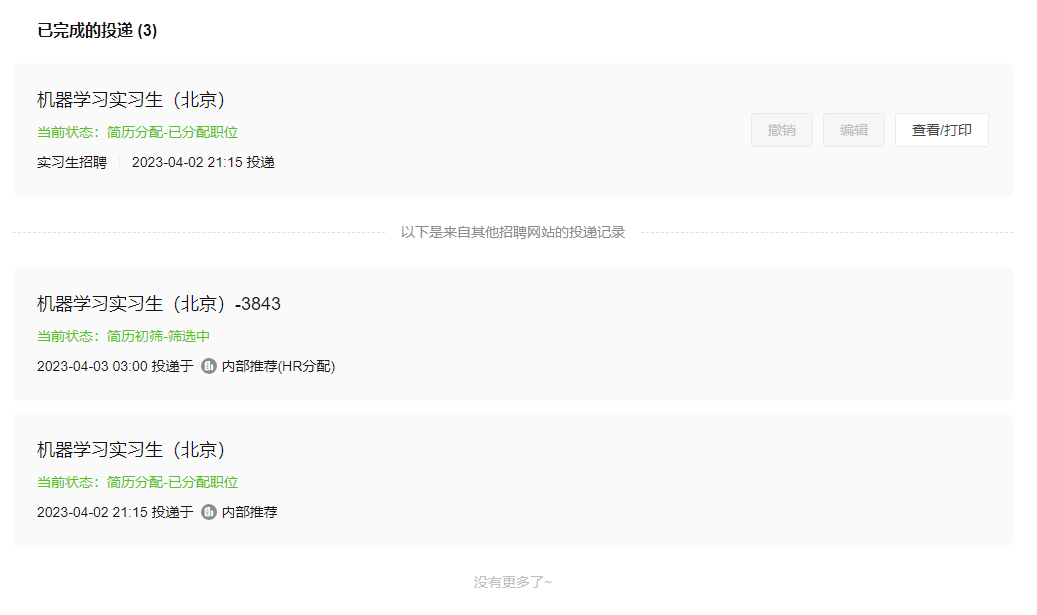 已完成的投递 (3)
机器学习实习生（北京）
当前状态：简历分配-已分配职位
实习生招聘 2023-04-02 21:15 投递
撤销 编辑 查看/打印
以下是来自其他招聘网站的投递记录
机器学习实习生（北京）-3843
当前状态：简历初筛-筛选中
2023-04-03 03:00 投递于 内部推荐(HR分配)
机器学习实习生（北京）
当前状态：简历分配-已分配职位
2023-04-02 21:15 投递于 内部推荐
没有更多了~